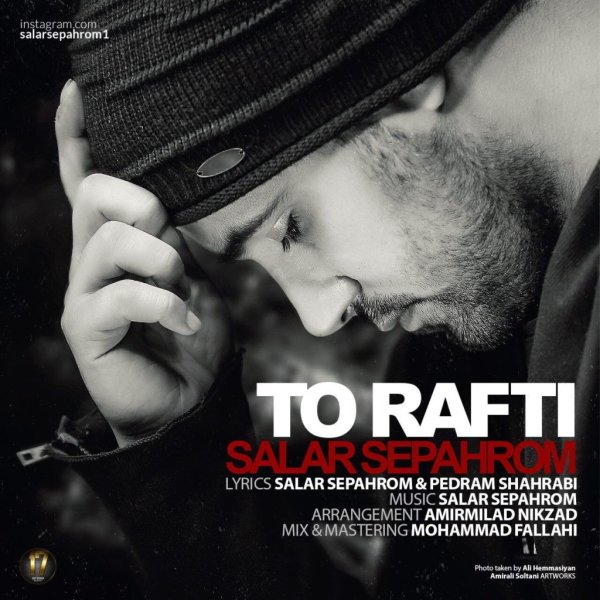 instagram.com
salarsepahrom1
TO RAFTI
SALAR SEPAHROM
LYRICS SALAR SEPAHROM & PEDRAM SHAHRABI
MUSIC SALAR SEPAHROM
ARRANGEMENT AMIRMILAD NIKZAD
MIX & MASTERING MOHAMMAD FALLAHI
Photo taken by Ali Hemmasiyan
Amirali Soltani ARTWORKS
17